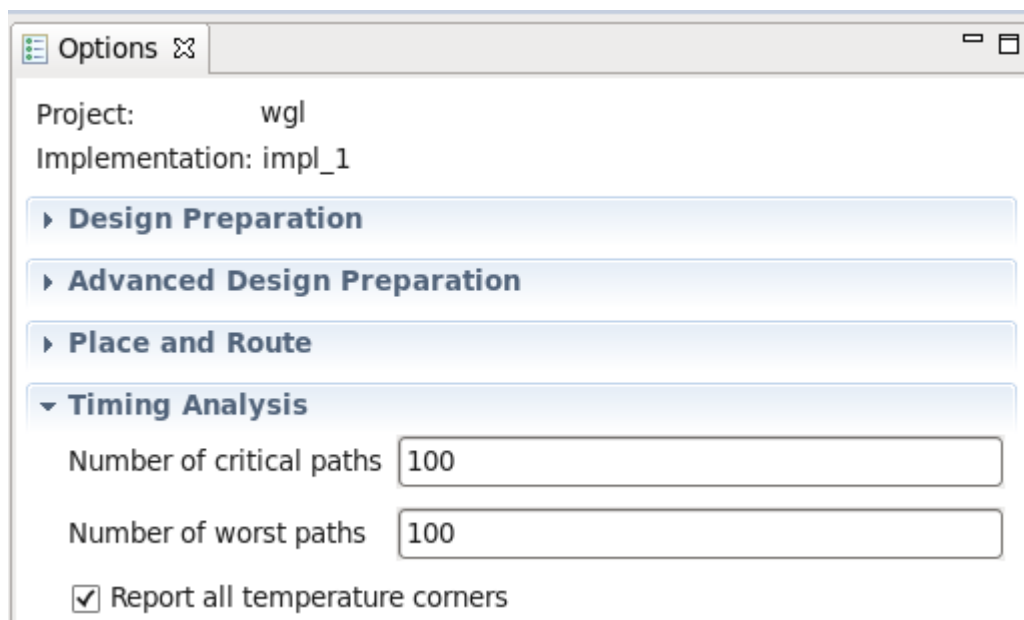 Options
Project: wgl
Implementation: impl_1
Design Preparation
Advanced Design Preparation
Place and Route
Timing Analysis
Number of critical paths 100
Number of worst paths 100
Report all temperature corners